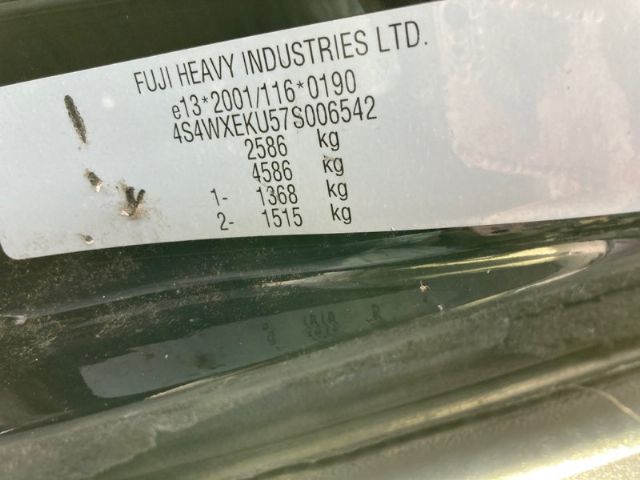 FUJI HEAVY INDUSTRIES LTD.
e13*2001/116*0190
4S4WXEKU57S006542
2586 kg
4586 kg
1- 1368 kg
2- 1515 kg